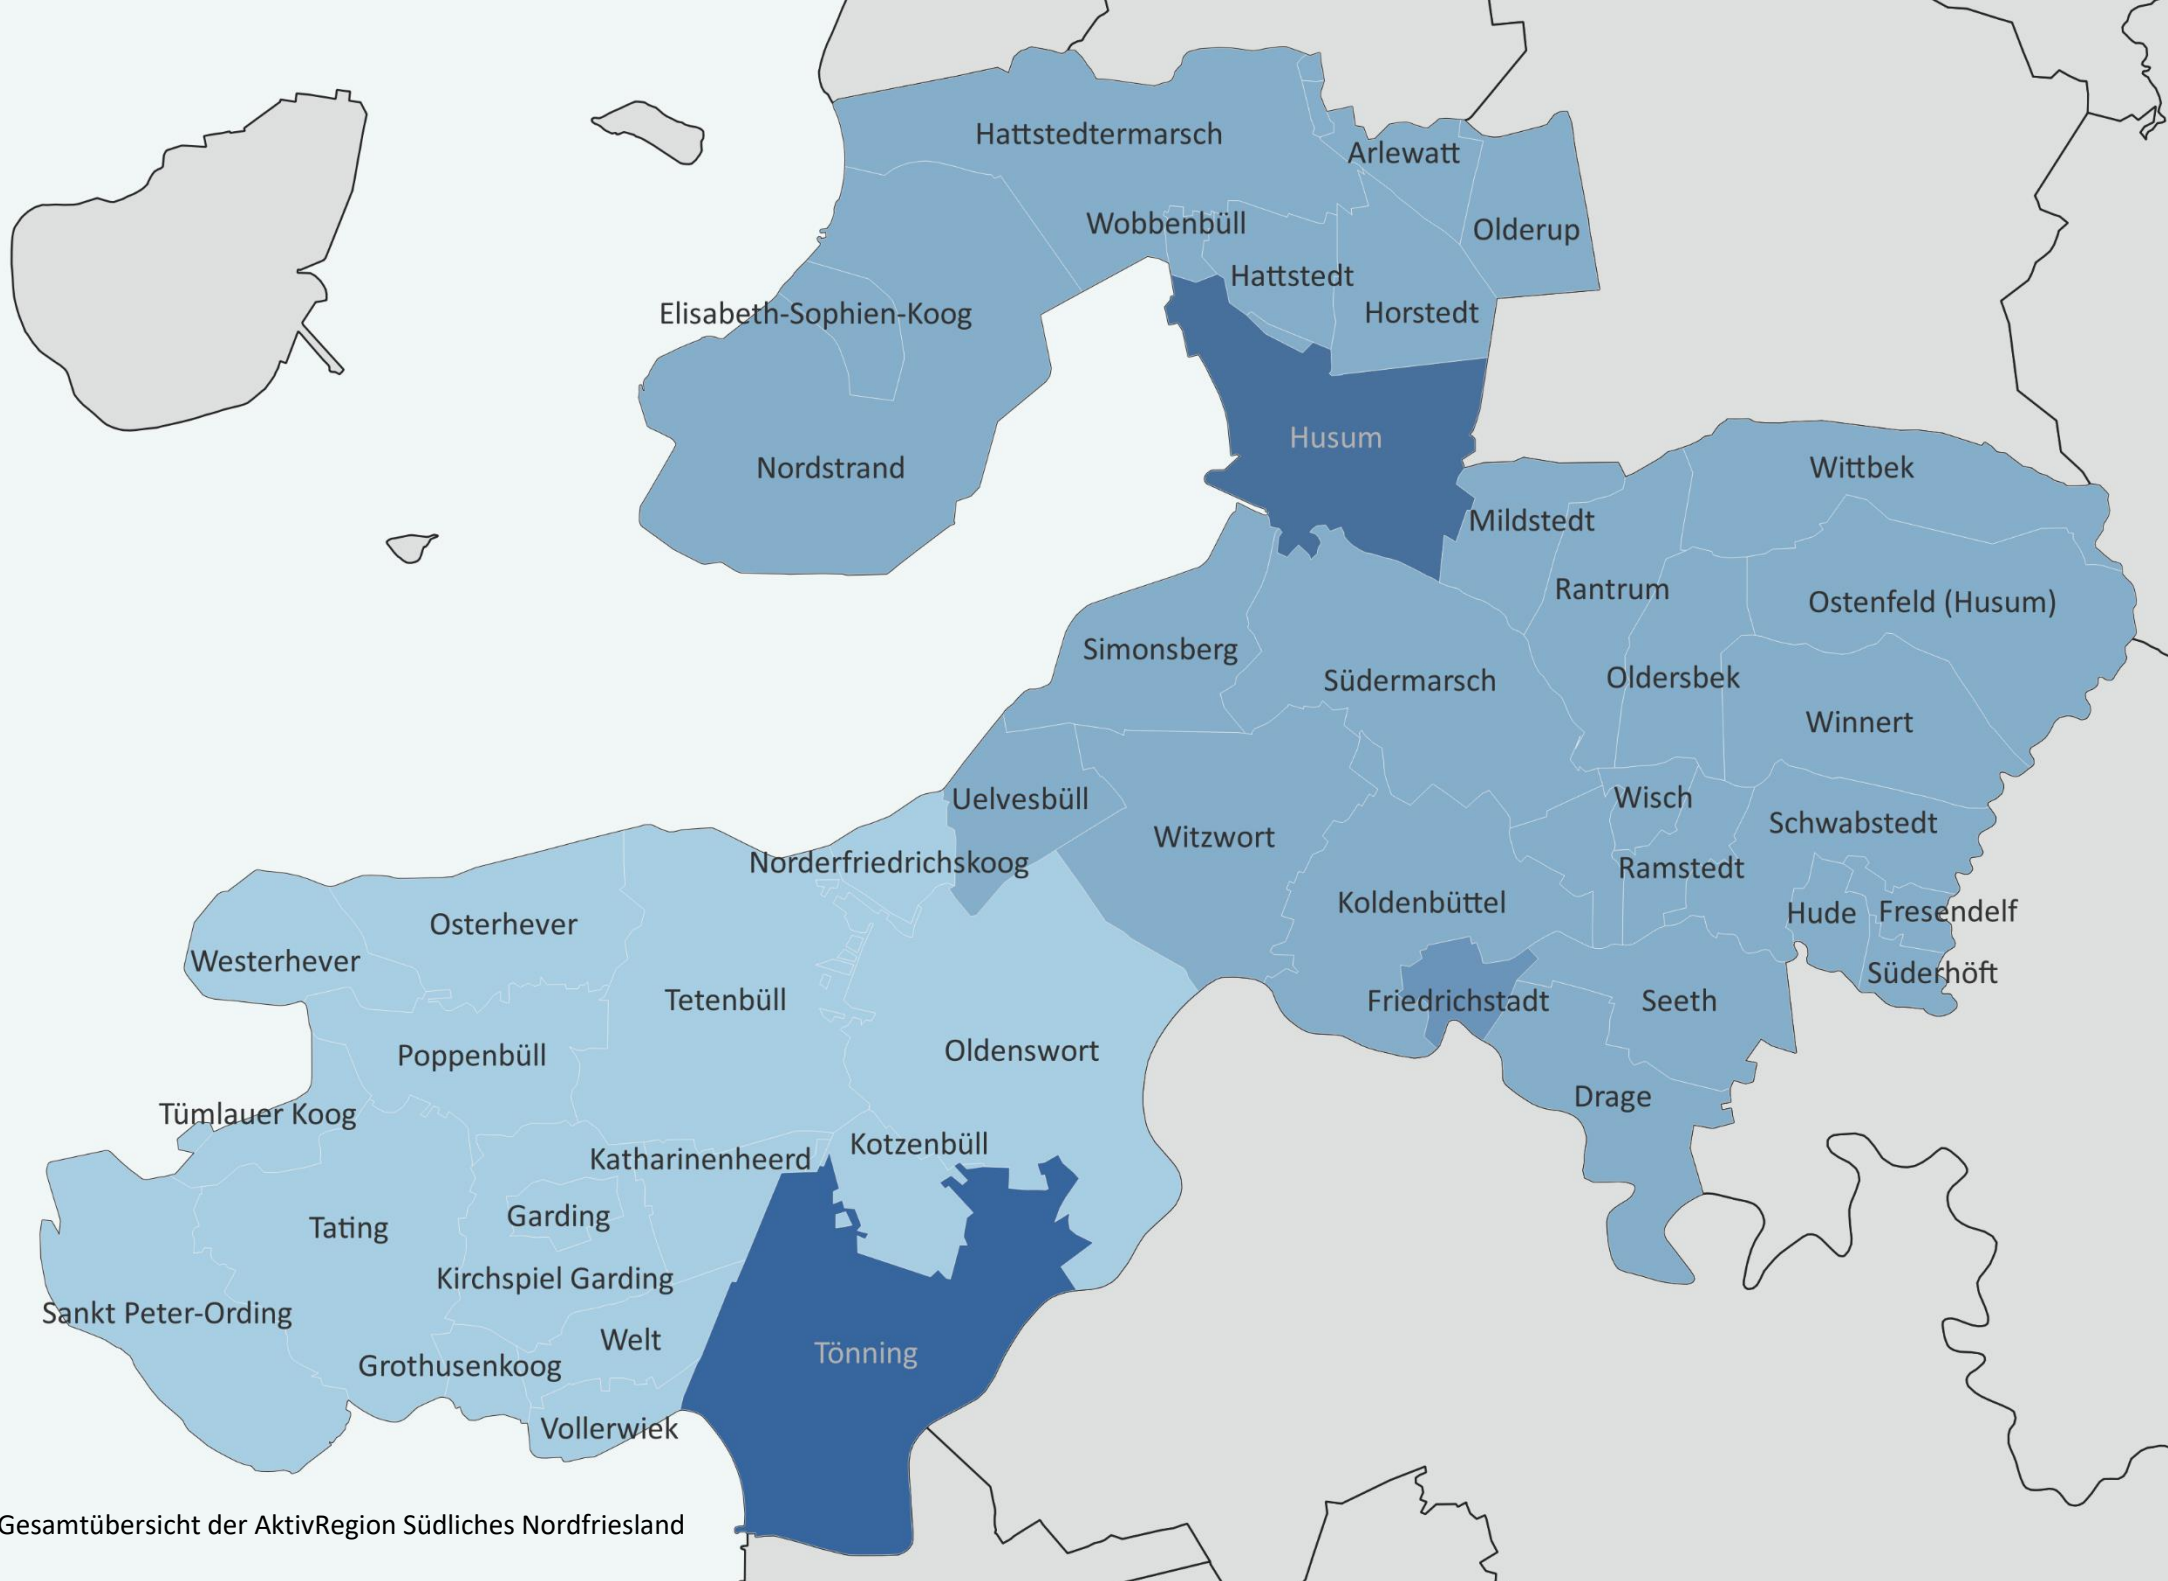 Hattstedtermarsch
Arlewatt
Wobbenbüll
Olderup
Hattstedt
Elisabeth-Sophien-Koog
Horstedt
Husum
Nordstrand
Wittbek
Mildstedt
Rantrum
Ostenfeld (Husum)
Simonsberg
Südermarsch
Oldersbek
Winnert
Uelvesbüll
Wisch
Witzwort
Schwabstedt
Norderfriedrichskoog
Ramstedt
Koldenbüttel
Hude
Fresendelf
Osterhever
Westerhever
Süderhöft
Tetenbüll
Friedrichstadt
Seeth
Oldenswort
Poppenbüll
Drage
Tümlauer Koog
Kotzenbüll
Katharinenheerd
Garding
Tating
Kirchspiel Garding
Sankt Peter-Ording
Welt
Tönning
Grothusenkoog
Vollerwiek
Gesamtübersicht der AktivRegion Südliches Nordfriesland